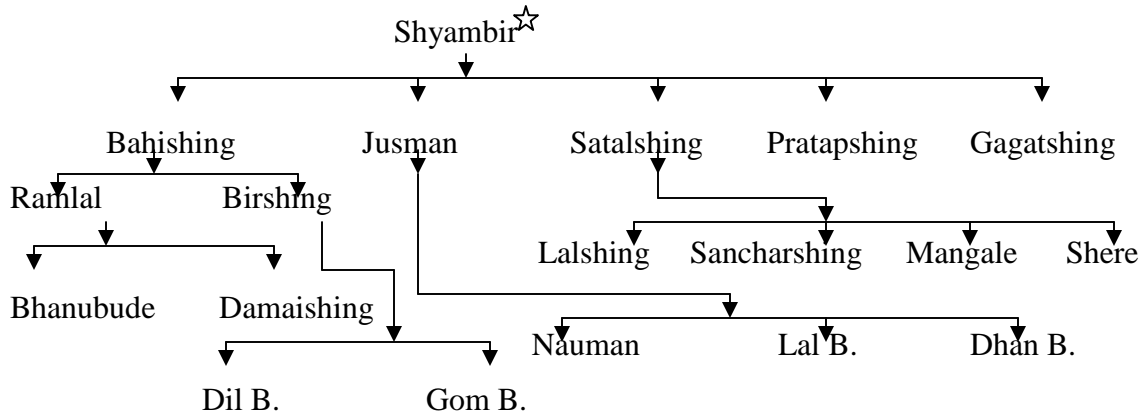 Shyambir
Bahishing Jusman Satalshing Pratapshing Gagatshing
Ramlal Birshing
Lalshing Sancharshing Mangale Shere
Bhanubude Damaishing
Nauman Lal B. Dhan B.
Dil B. Gom B.